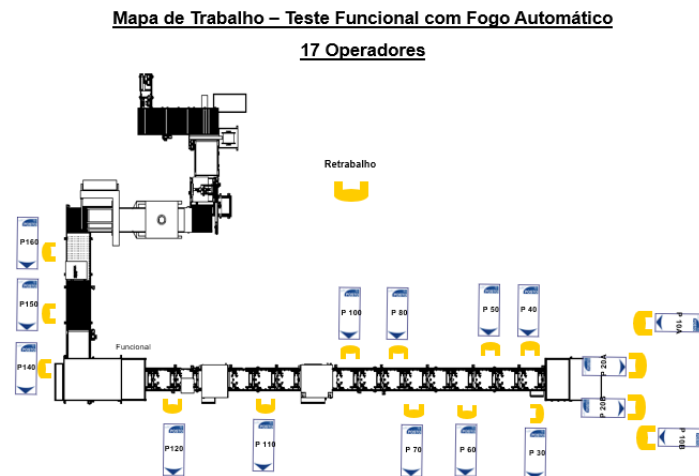 Mapa de Trabalho – Teste Funcional com Fogo Automático
17 Operadores
Retrabalho
P160
P150
P140
Funcional
P 100
P 80
P 50
P 40
P 10A
P 20A
P 20B
P 10B
P120
P 110
P 70
P 60
P 30